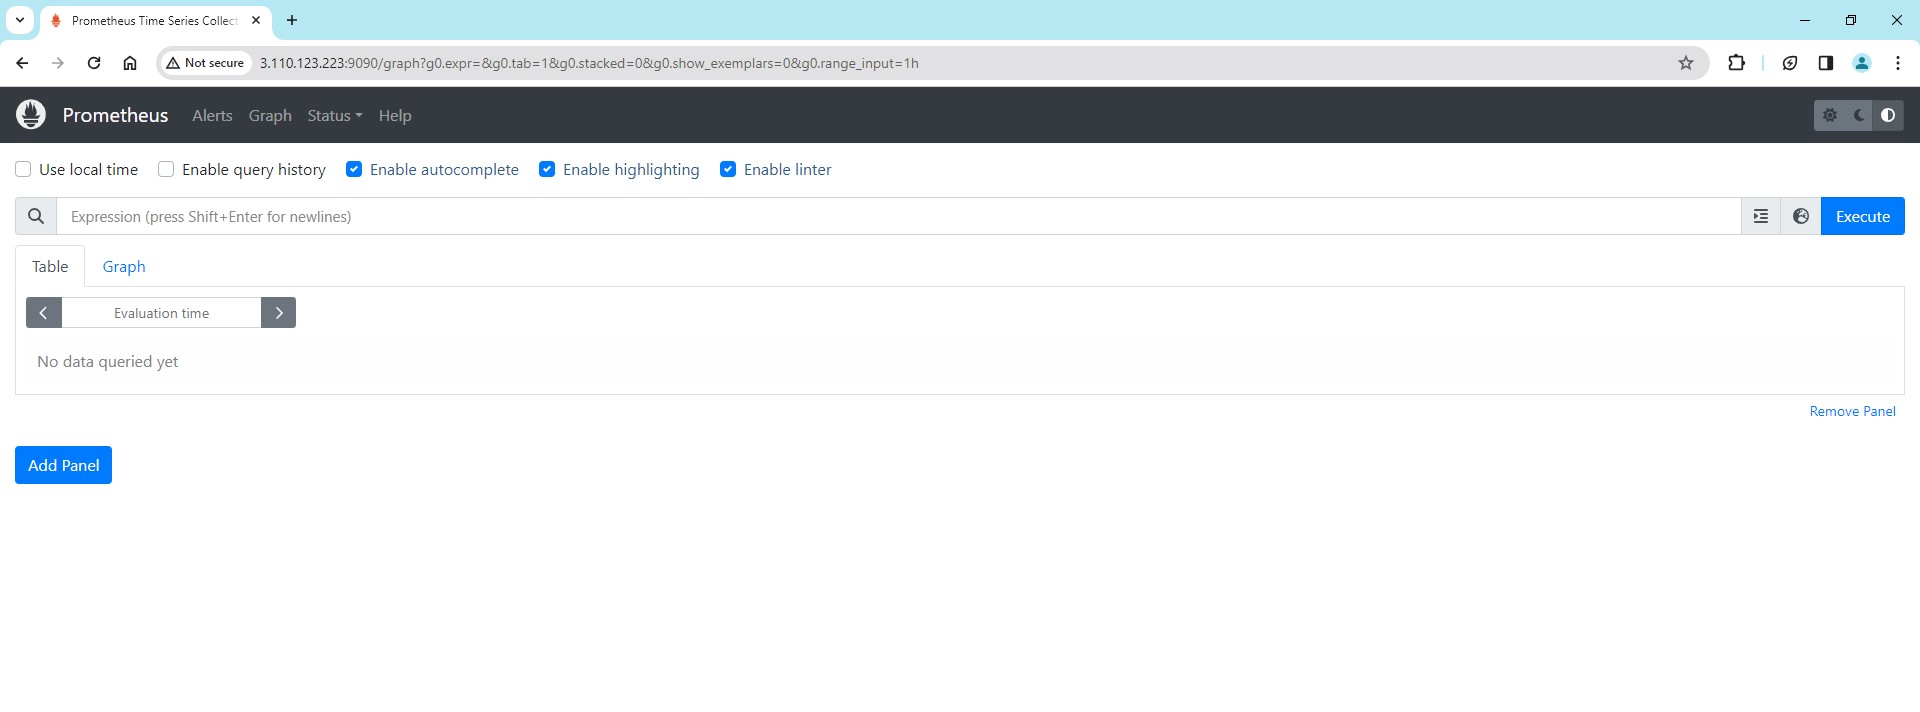 Prometheus Time Series Collect
Not secure 3.110.123.223:9090/graph?g0.expr=&g0.tab=1&g0.stacked=0&g0.show_exemplars=0&g0.range_input=1h
Prometheus Alerts Graph Status Help
Use local time Enable query history Enable autocomplete Enable highlighting Enable linter
Expression (press Shift+Enter for newlines) Execute
Table Graph
Evaluation time
No data queried yet
Remove Panel
Add Panel